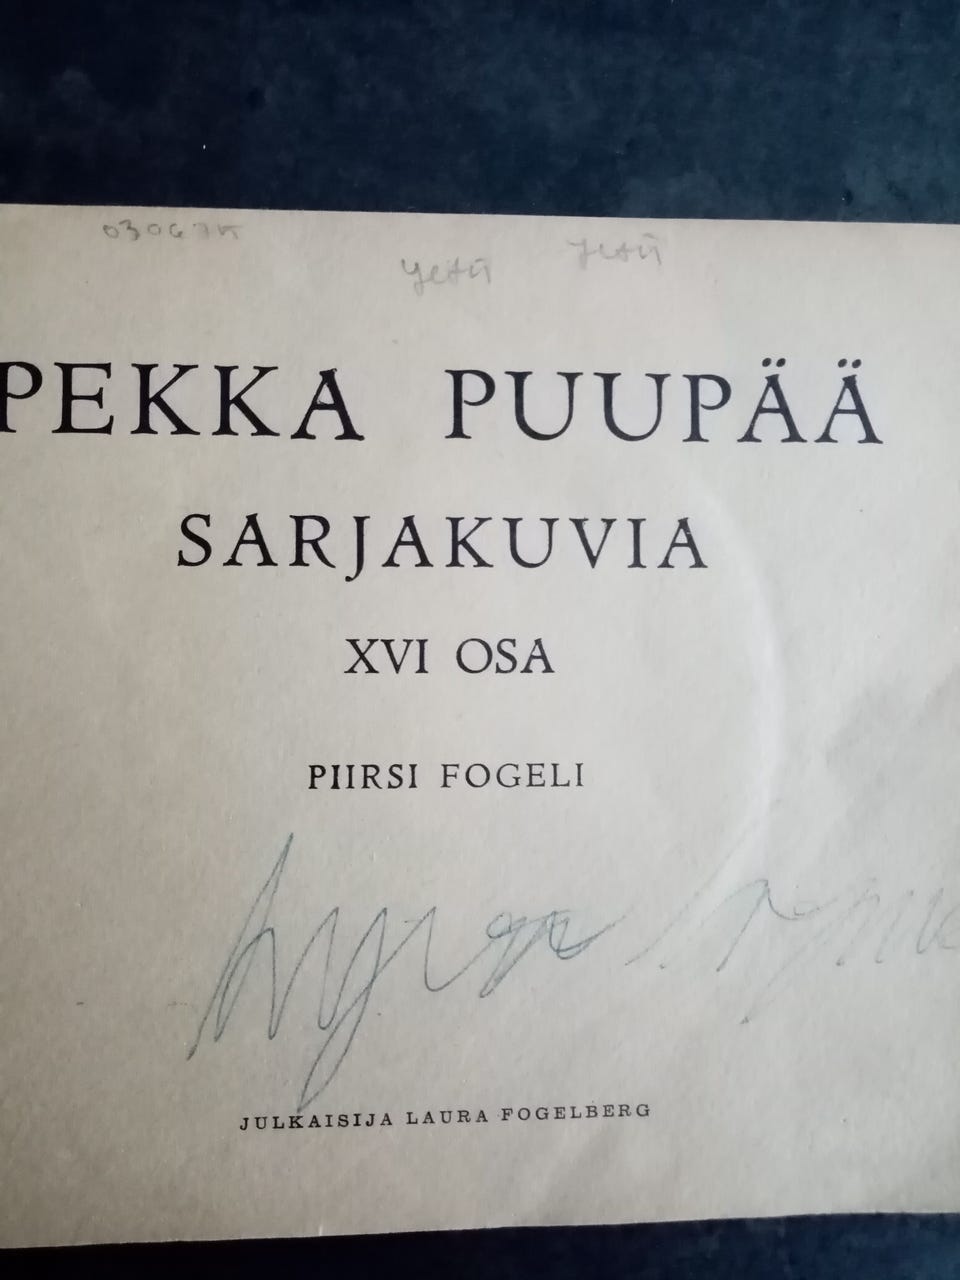 PEKKA PUUPÄÄ
SARJAKUVIA
XVI OSA
PIIRSI FOGELI
JULKAISIJA LAURA FOGELBERG